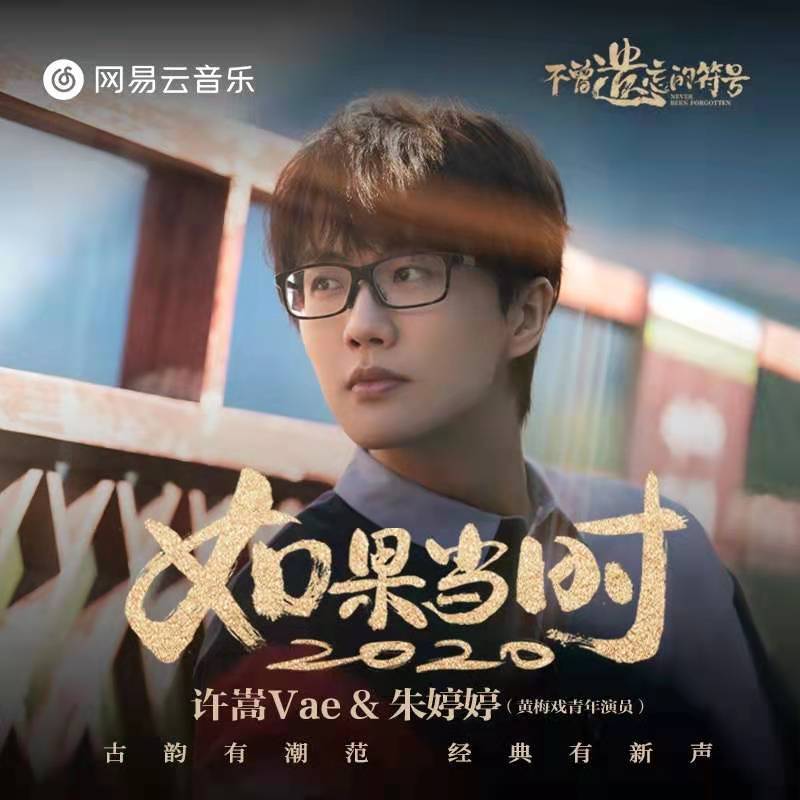 网易云音乐
不曾遗忘的符号
NEVER
BEEN FORGOTTEN
如果当时
2020
许嵩Vae & 朱婷婷（黄梅戏青年演员）
古韵有潮范 经典有新声